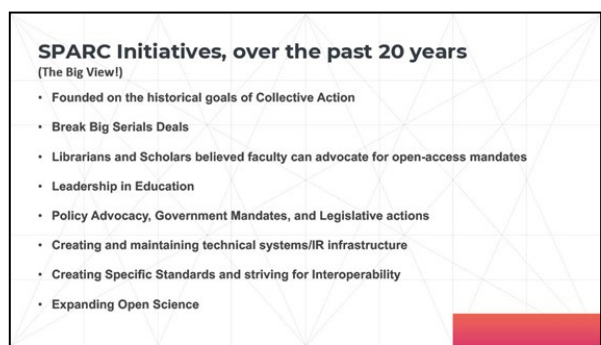 SPARC Initiatives, over the past 20 years
(The Big View!)
• Founded on the historical goals of Collective Action
• Break Big Serials Deals
• Librarians and Scholars believed faculty can advocate for open-access mandates
• Leadership in Education
• Policy Advocacy, Government Mandates, and Legislative actions
• Creating and maintaining technical systems/IR infrastructure
• Creating Specific Standards and striving for Interoperability
• Expanding Open Science